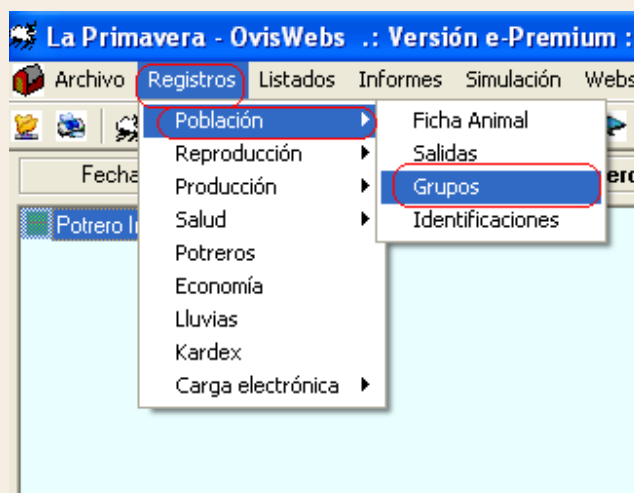 La Primavera - OvisWebs .: Versión e-Premium :
Archivo Registros Listados Informes Simulación Webs
Fecha
Potrero I
Población
Reproducción
Producción
Salud
Potreros
Economía
Lluvias
Kardex
Carga electrónica
Ficha Animal
Salidas
Grupos
Identificaciones